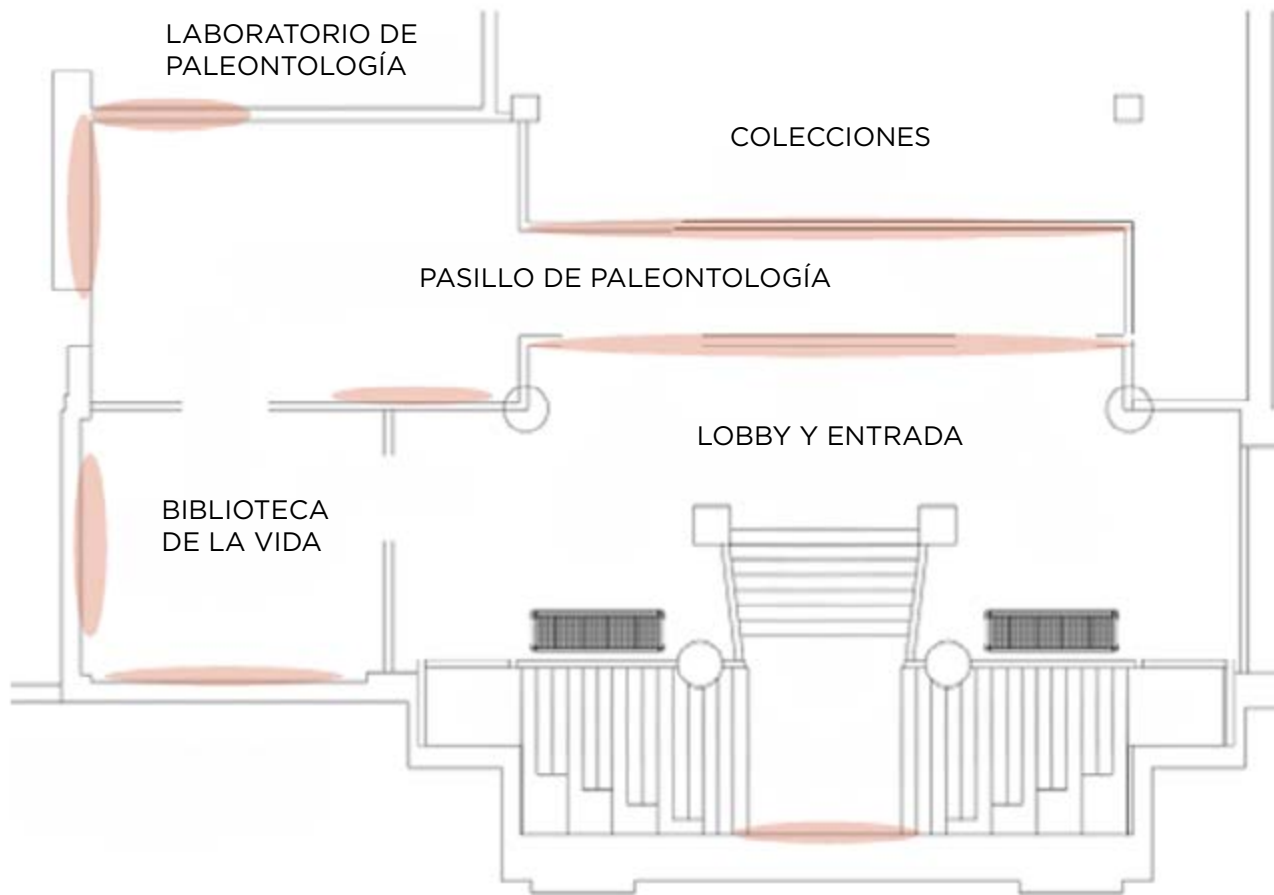 LABORATORIO DE
PALEONTOLOGÍA
COLECCIONES
PASILLO DE PALEONTOLOGÍA
LOBBY Y ENTRADA
BIBLIOTECA
DE LA VIDA